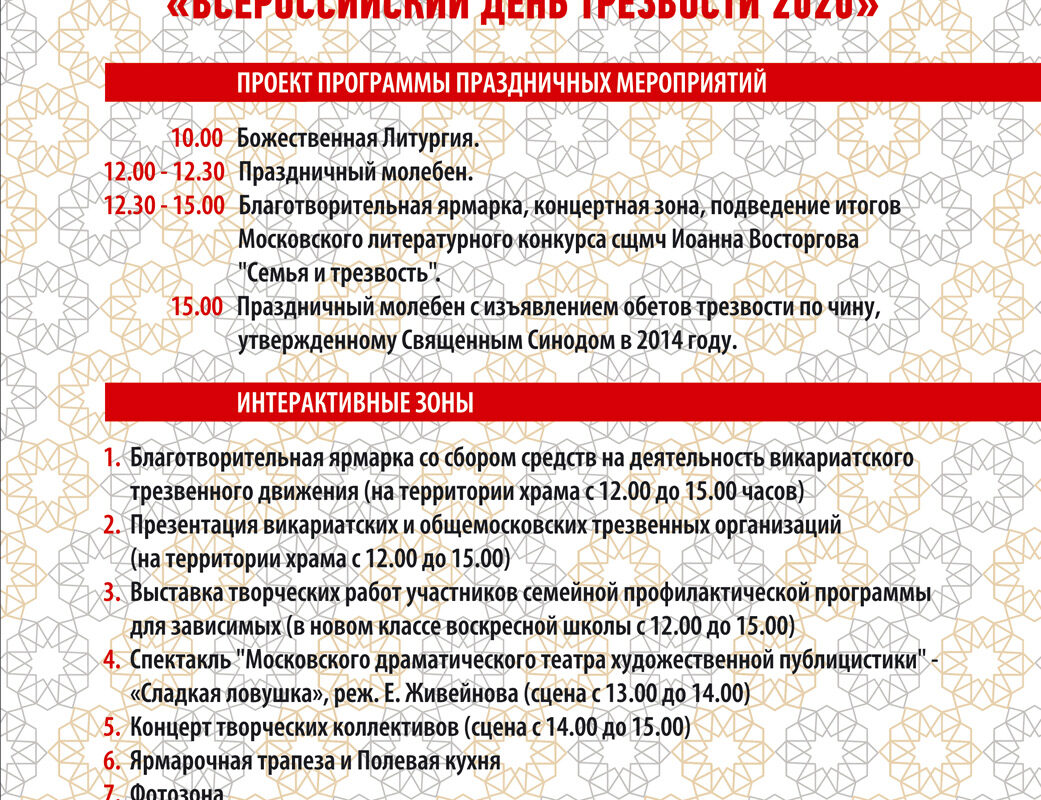 «ВСЕРОССИЙСКИЙ ДЕНЬ ТРЕЗВОСТИ 2020»
ПРОЕКТ ПРОГРАММЫ ПРАЗДНИЧНЫХ МЕРОПРИЯТИЙ
10.00 Божественная Литургия.
12.00 - 12.30 Праздничный молебен.
12.30 - 15.00 Благотворительная ярмарка, концертная зона, подведение итогов
Московского литературного конкурса сщмч Иоанна Восторгова
"Семья и трезвость".
15.00 Праздничный молебен с изъявлением обетов трезвости по чину,
утвержденному Священным Синодом в 2014 году.
ИНТЕРАКТИВНЫЕ ЗОНЫ
1. Благотворительная ярмарка со сбором средств на деятельность викариатского
трезвенного движения (на территории храма с 12.00 до 15.00 часов)
2. Презентация викариатских и общемосковских трезвенных организаций
(на территории храма с 12.00 до 15.00)
3. Выставка творческих работ участников семейной профилактической программы
для зависимых (в новом классе воскресной школы с 12.00 до 15.00)
4. Спектакль "Московского драматического театра художественной публицистики" -
«Сладкая ловушка», реж. Е. Живейнова (сцена с 13.00 до 14.00)
5. Концерт творческих коллективов (сцена с 14.00 до 15.00)
6. Ярмарочная трапеза и Полевая кухня
7. Фотозона